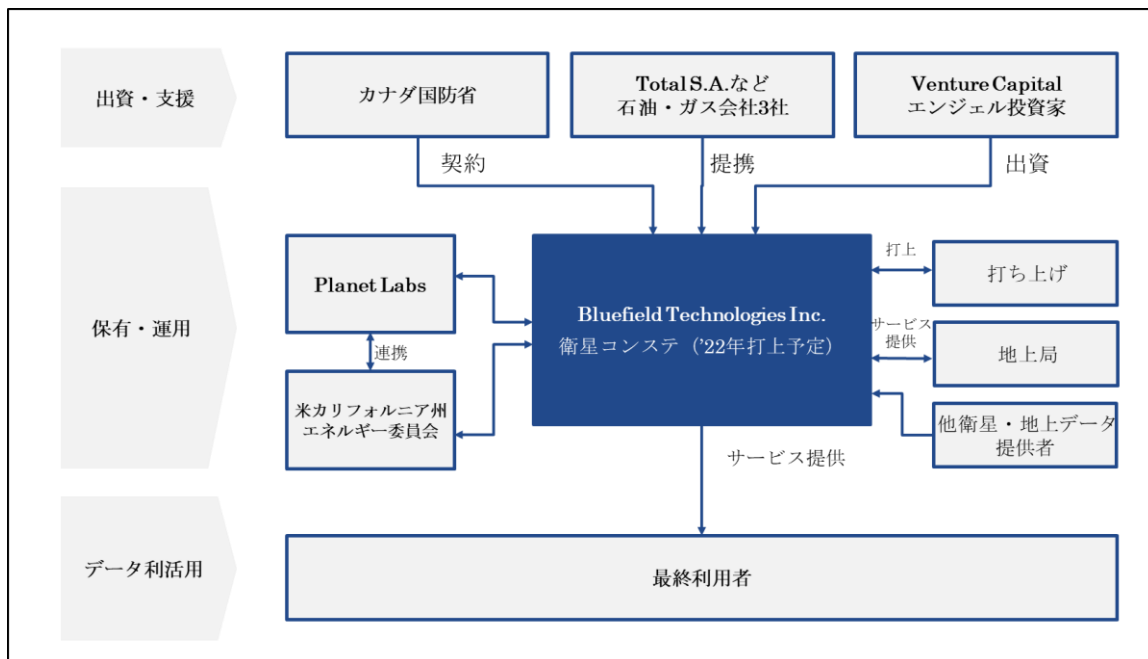 出資・支援
カナダ国防省
Total S.A.など
石油・ガス会社3社
Venture Capital
エンジェル投資家
契約
提携
出資
保有・運用
Planet Labs
連携
米カリフォルニア州
エネルギー委員会
Bluefield Technologies Inc.
衛星コンステ（’22年打上予定）
打上
打ち上げ
サービス
提供
地上局
他衛星・地上データ
提供者
サービス提供
データ利活用
最終利用者